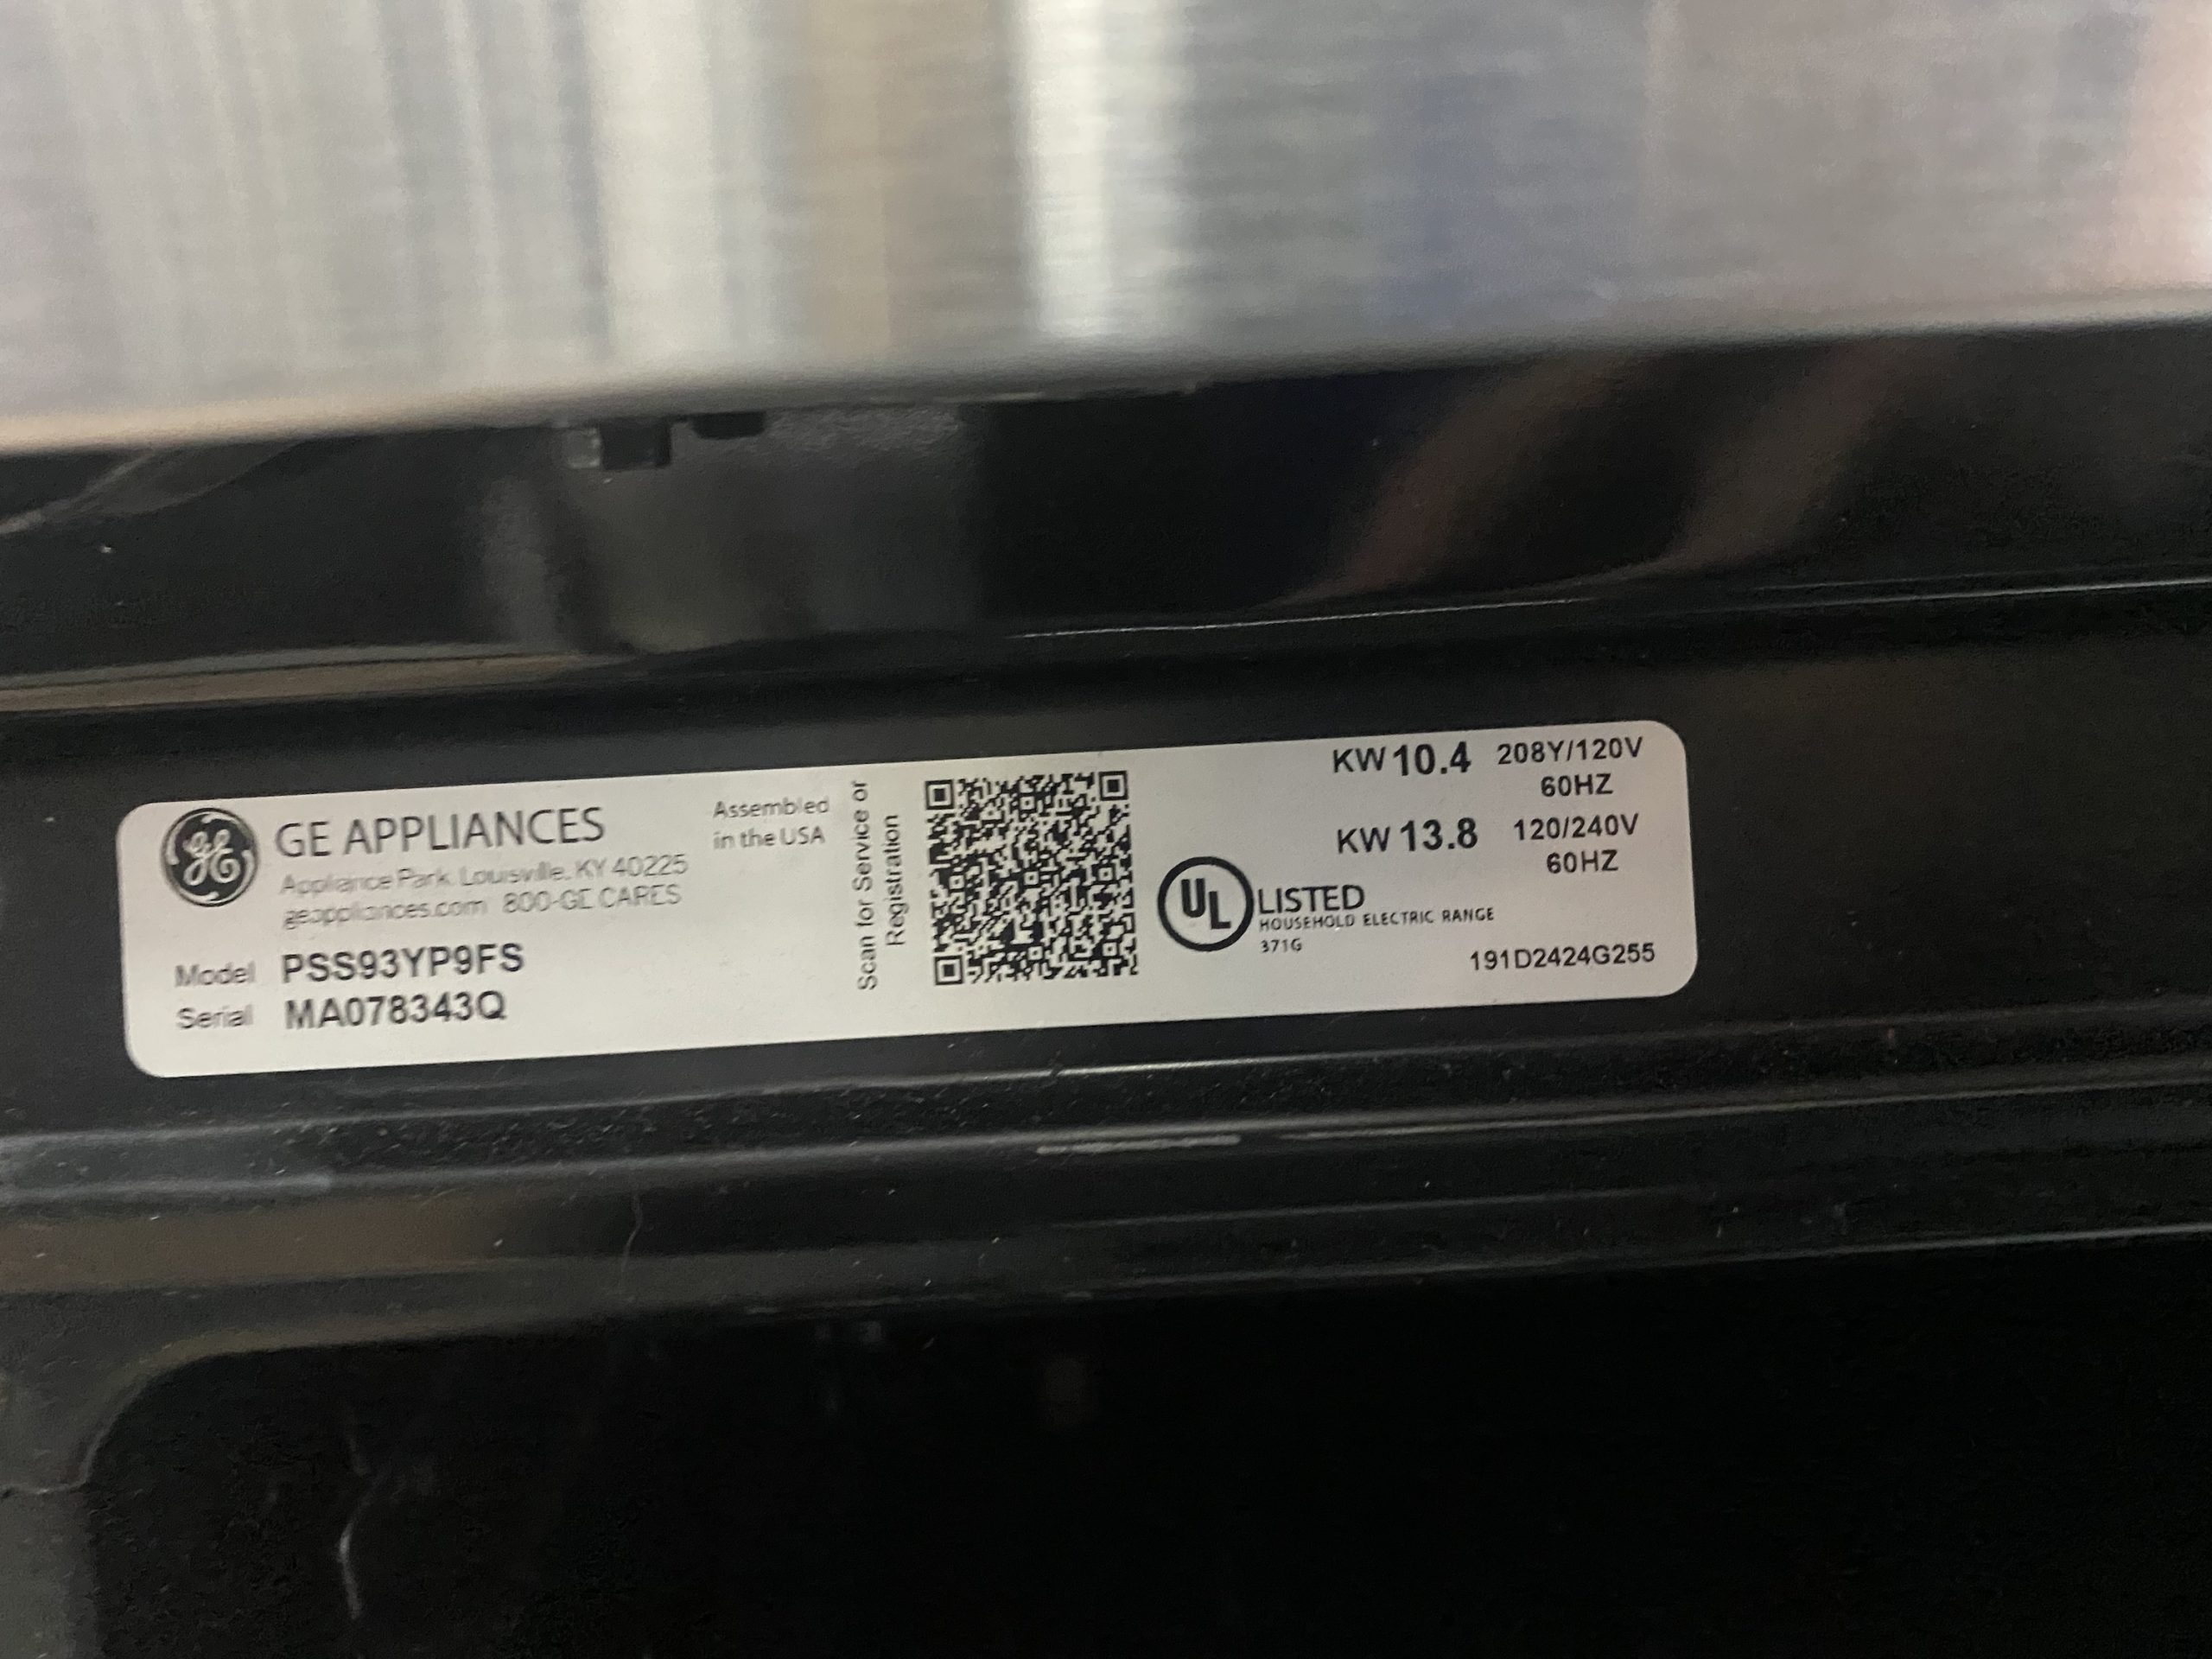 GE APPLIANCES
Appliance Park, Louisville, KY 40225
geappliances.com 800-GE CARES
Model PSS93YP9FS
Serial MA078343Q
Assembled
in the USA
Scan for Service or
Registration
KW 10.4 208Y/120V
60HZ
KW 13.8 120/240V
60HZ
UL LISTED
HOUSEHOLD ELECTRIC RANGE
371G
191D2424G255